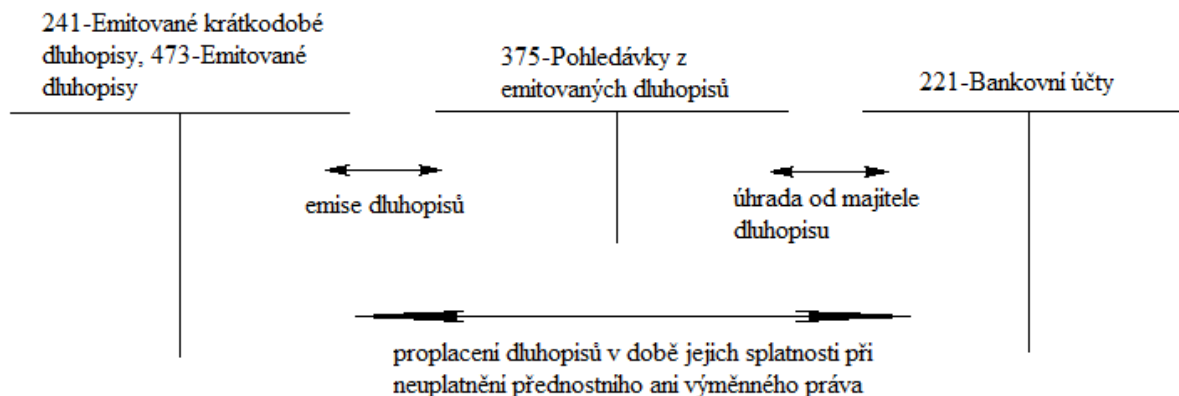 241-Emitované krátkodobé
dluhopisy, 473-Emitované
dluhopisy
375-Pohledávky z
emitovaných dluhopisů
221-Bankovní účty
emise dluhopisů
úhrada od majitele
dluhopisu
proplacení dluhopisů v době jejich splatnosti při
neuplatnění přednostního ani výměnného práva